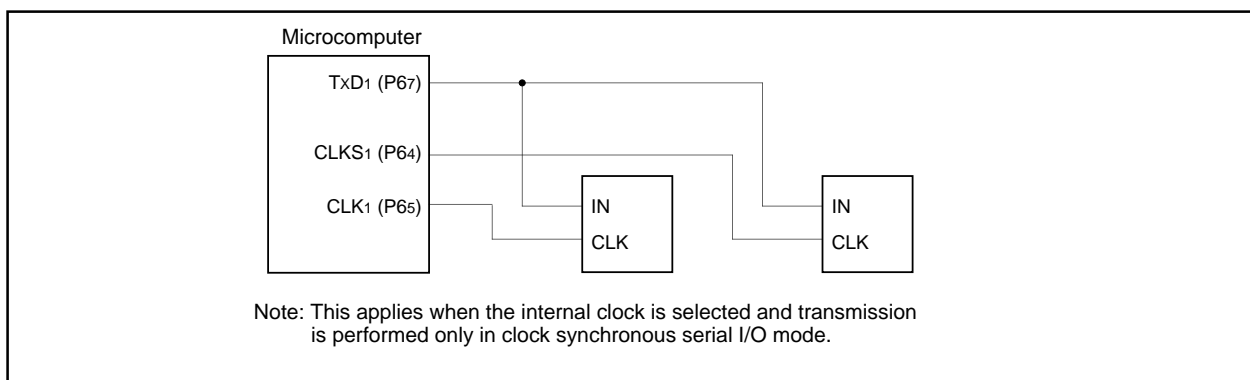 Microcomputer
TXD1 (P67)
CLKS1 (P64)
CLK1 (P65)
IN
CLK
IN
CLK
Note: This applies when the internal clock is selected and transmission
is performed only in clock synchronous serial I/O mode.